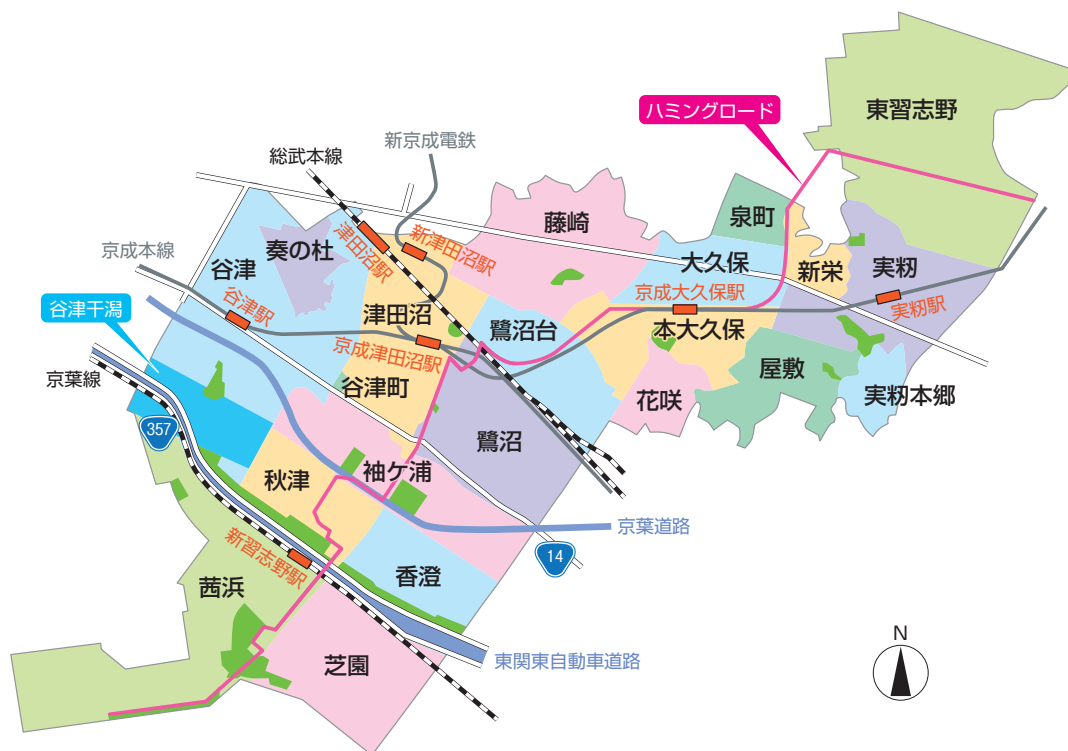 東習志野
ハミングロード
新京成電鉄
総武本線
泉町
藤崎
新津田沼駅
津田沼駅
奏の杜
大久保
新栄
実籾
京成本線
谷津
京成大久保駅
実籾駅
谷津干潟
谷津駅
津田沼
鷺沼台
本大久保
京成津田沼駅
屋敷
京葉線
谷津町
花咲
実籾本郷
357
鷺沼
袖ケ浦
秋津
京葉道路
新習志野駅
14
香澄
茜浜
N
芝園
東関東自動車道路